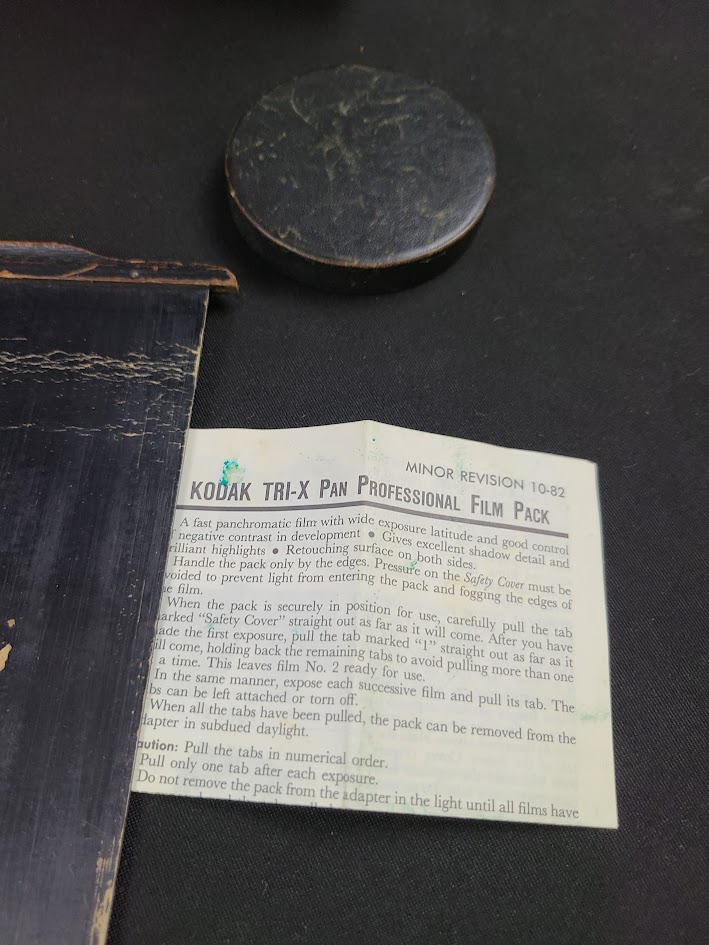 MINOR REVISION 10-82
KODAK TRI-X PAN PROFESSIONAL FILM PACK
A fast panchromatic film with wide exposure latitude and good control
negative contrast in development • Gives excellent shadow detail and
rilliant highlights • Retouching surface on both sides.
Handle the pack only by the edges. Pressure on the Safety Cover must be
voided to prevent light from entering the pack and fogging the edges of
e film.
When the pack is securely in position for use, carefully pull the tab
arked "Safety Cover" straight out as far as it will come. After you have
ade the first exposure, pull the tab marked "1" straight out as far as it
ill come, holding back the remaining tabs to avoid pulling more than one
a time. This leaves film No. 2 ready for use.
In the same manner, expose each successive film and pull its tab. The
bs can be left attached or torn off.
When all the tabs have been pulled, the pack can be removed from the
dapter in subdued daylight.
aution: Pull the tabs in numerical order.
Pull only one tab after each exposure.
Do not remove the pack from the adapter in the light until all films have